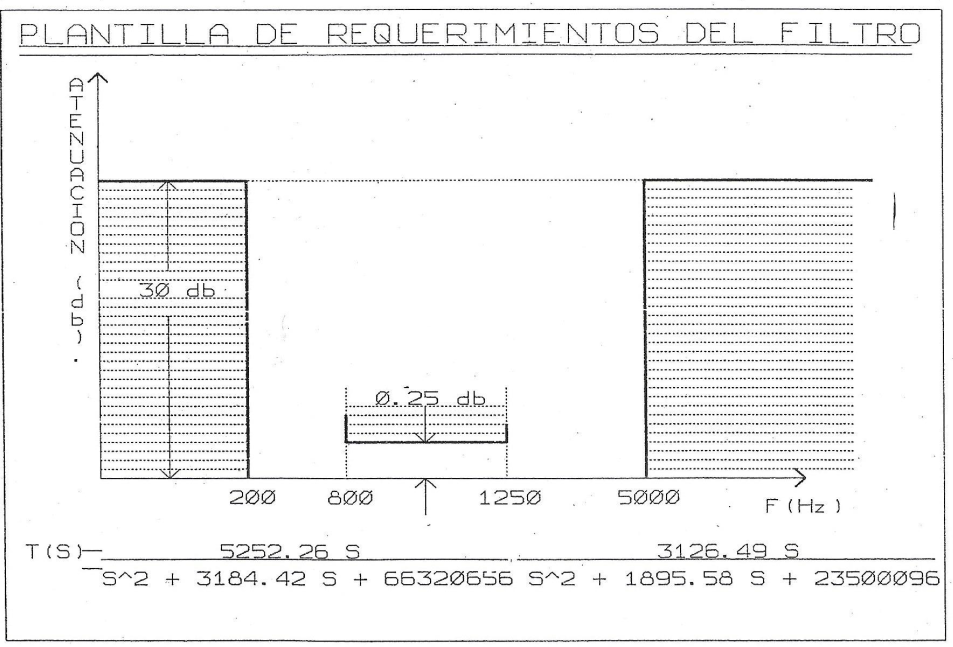 PLANTILLA DE REQUERIMIENTOS DEL FILTRO
ATENUACION (db).
30 db
0.25 db
200 800 1250 5000
F(Hz)
T(S)= 5252.26 S 3126.49 S
S^2 + 3184.42 S + 66320656 S^2 + 1895.58 S + 23500096